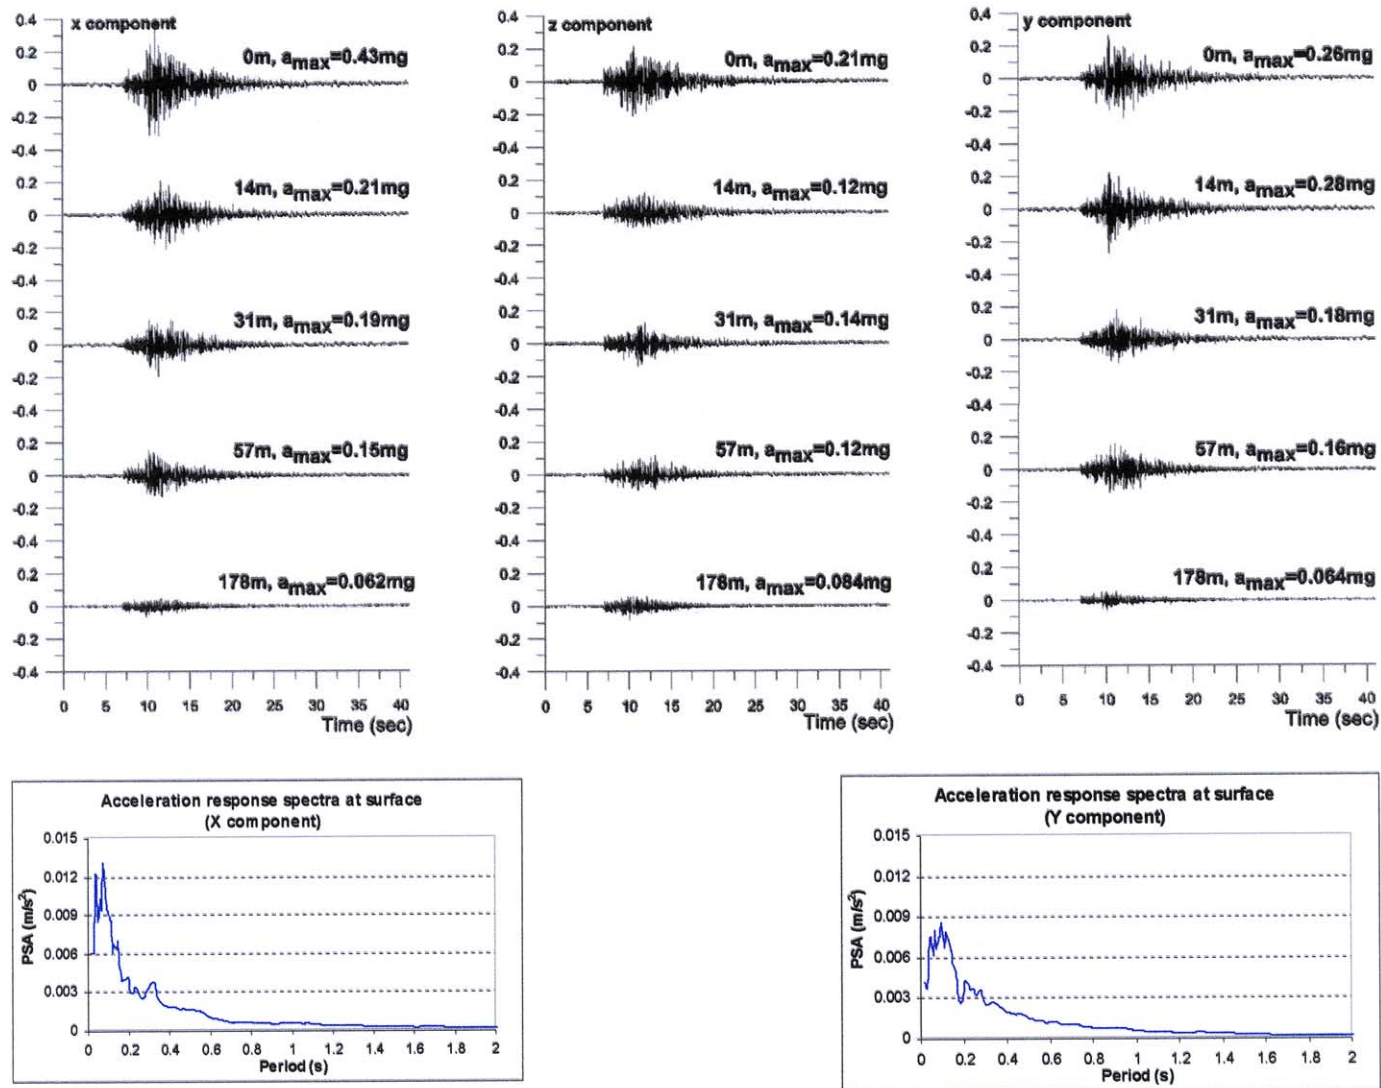 x component
0.4
0.2
0
-0.2
-0.4
0m, amax=0.43mg
0.2
0
-0.2
-0.4
14m, amax=0.21mg
0.2
0
-0.2
-0.4
31m, amax=0.19mg
0.2
0
-0.2
-0.4
57m, amax=0.15mg
0.2
0
-0.2
-0.4
178m, amax=0.062mg
0 5 10 15 20 25 30 35 40
Time (sec)
z component
0.4
0.2
0
-0.2
-0.4
0m, amax=0.21mg
0.2
0
-0.2
-0.4
14m, amax=0.12mg
0.2
0
-0.2
-0.4
31m, amax=0.14mg
0.2
0
-0.2
-0.4
57m, amax=0.12mg
0.2
0
-0.2
-0.4
178m, amax=0.084mg
0 5 10 15 20 25 30 35 40
Time (sec)
y component
0.4
0.2
0
-0.2
-0.4
0m, amax=0.26mg
0.2
0
-0.2
-0.4
14m, amax=0.28mg
0.2
0
-0.2
-0.4
31m, amax=0.18mg
0.2
0
-0.2
-0.4
57m, amax=0.16mg
0.2
0
-0.2
-0.4
178m, amax=0.064mg
0 5 10 15 20 25 30 35 40
Time (sec)
Acceleration response spectra at surface
(X component)
PSA (m/s²)
0.015
0.012
0.009
0.006
0.003
0
0 0.2 0.4 0.6 0.8 1 1.2 1.4 1.6 1.8 2
Period (s)
Acceleration response spectra at surface
(Y component)
PSA (m/s²)
0.015
0.012
0.009
0.006
0.003
0
0 0.2 0.4 0.6 0.8 1 1.2 1.4 1.6 1.8 2
Period (s)